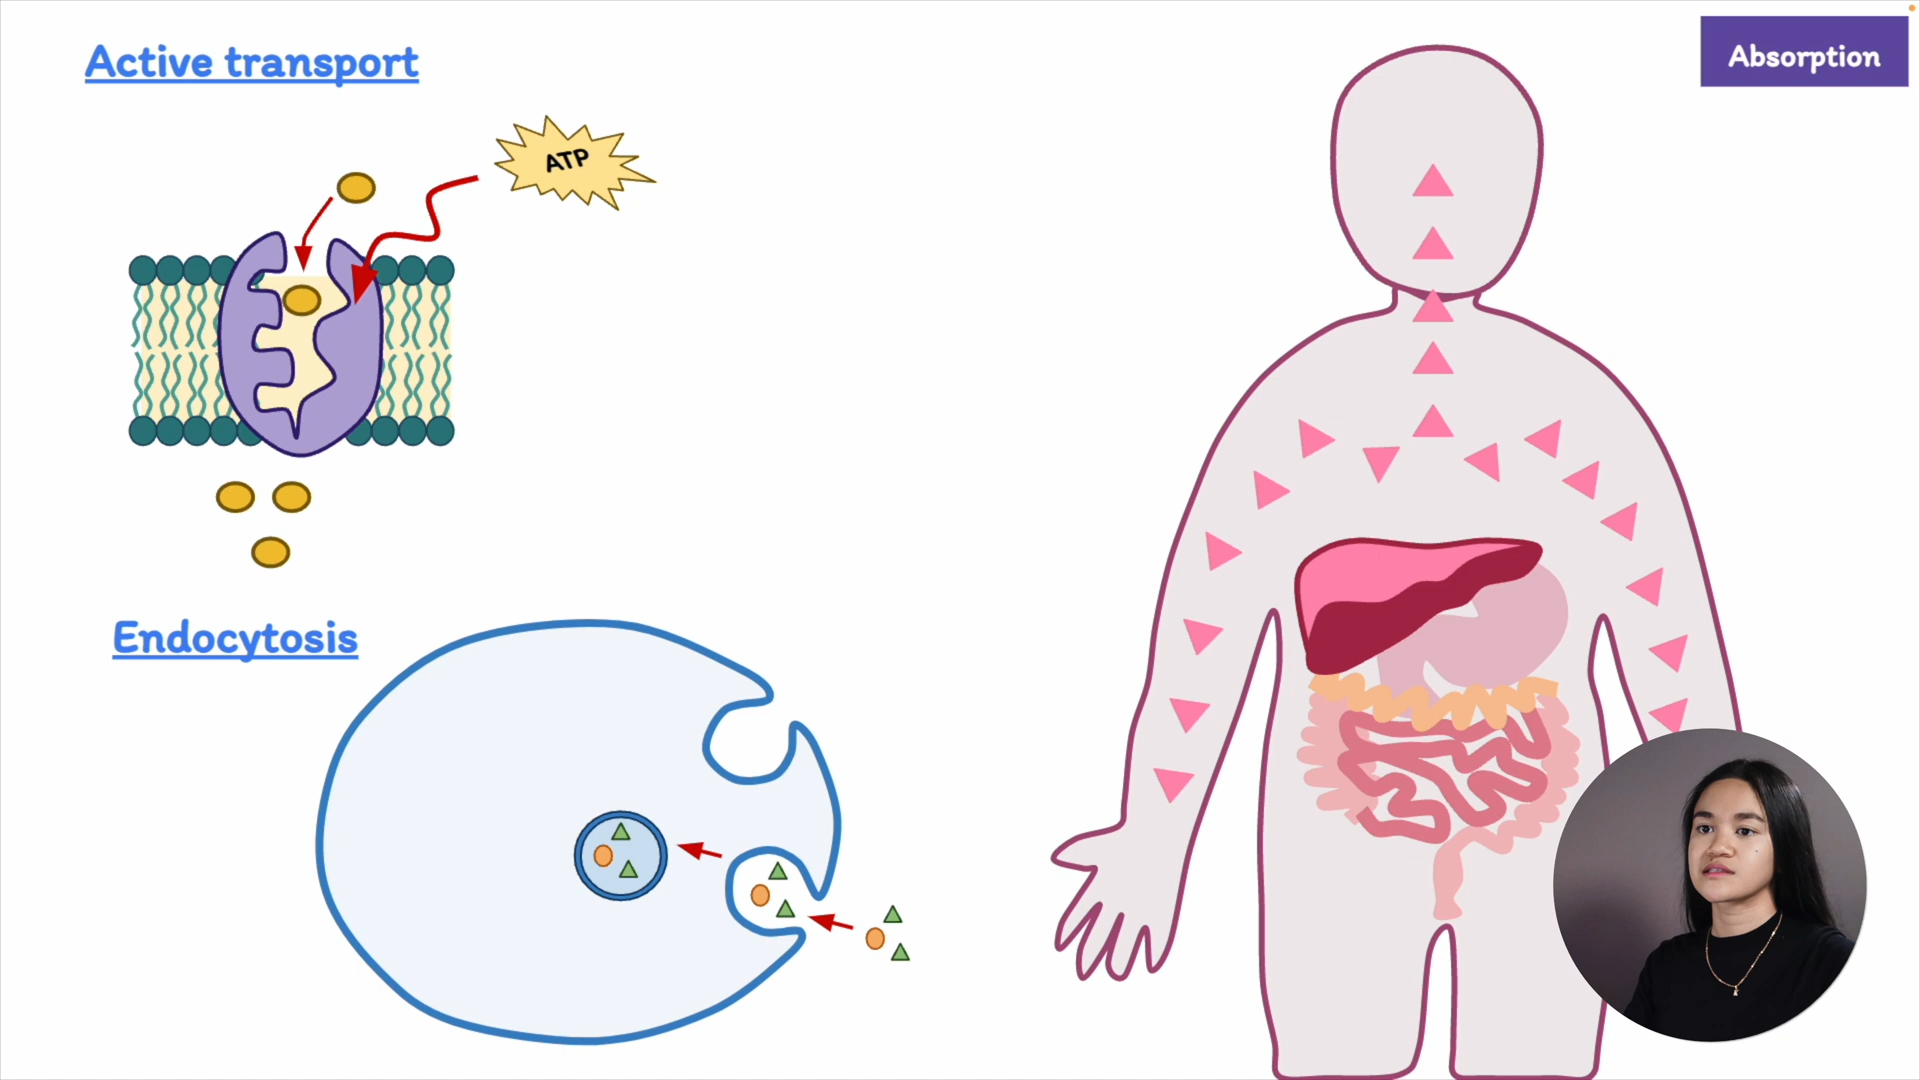 Active transport
Absorption
ATP
Endocytosis